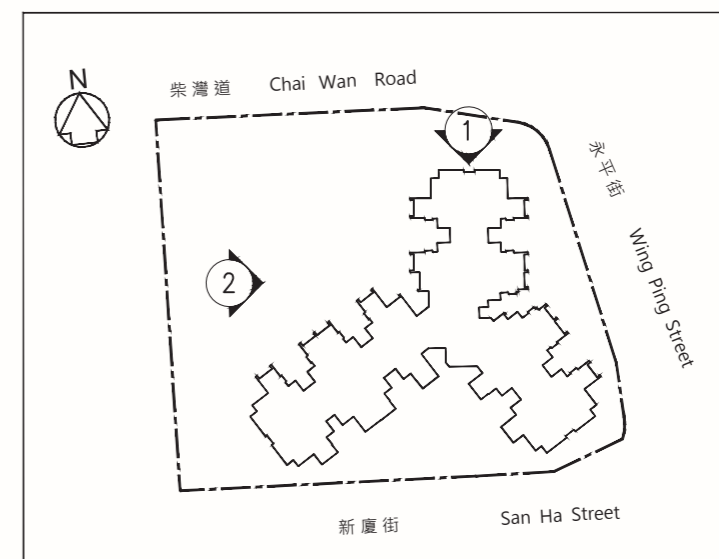 N
柴灣道 Chai Wan Road
1
永平街
Wing Ping Street
2
新廈街 San Ha Street